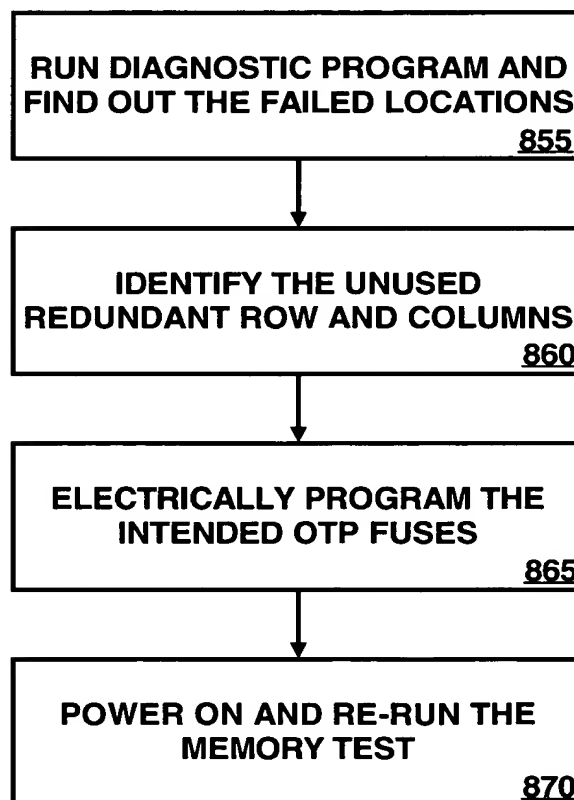 RUN DIAGNOSTIC PROGRAM AND
FIND OUT THE FAILED LOCATIONS
855
IDENTIFY THE UNUSED
REDUNDANT ROW AND COLUMNS
860
ELECTRICALLY PROGRAM THE
INTENDED OTP FUSES
865
POWER ON AND RE-RUN THE
MEMORY TEST
870